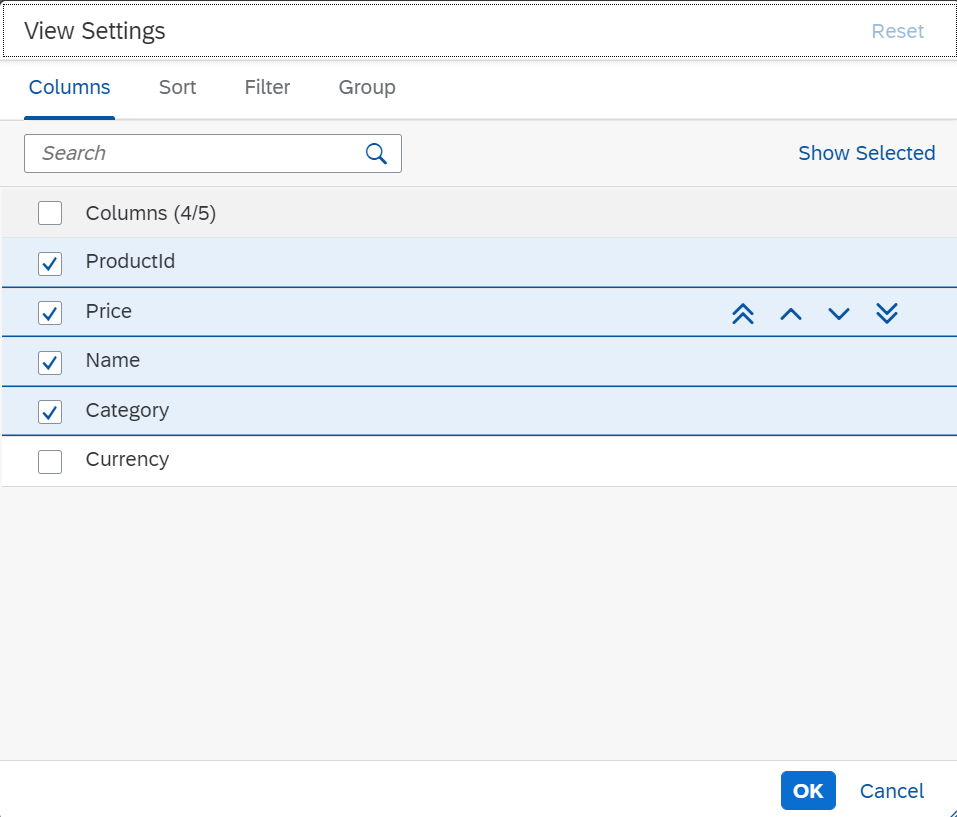 View Settings
Reset
Columns
Sort
Filter
Group
Search
Show Selected
Columns (4/5)
ProductId
Price
Name
Category
Currency
OK
Cancel